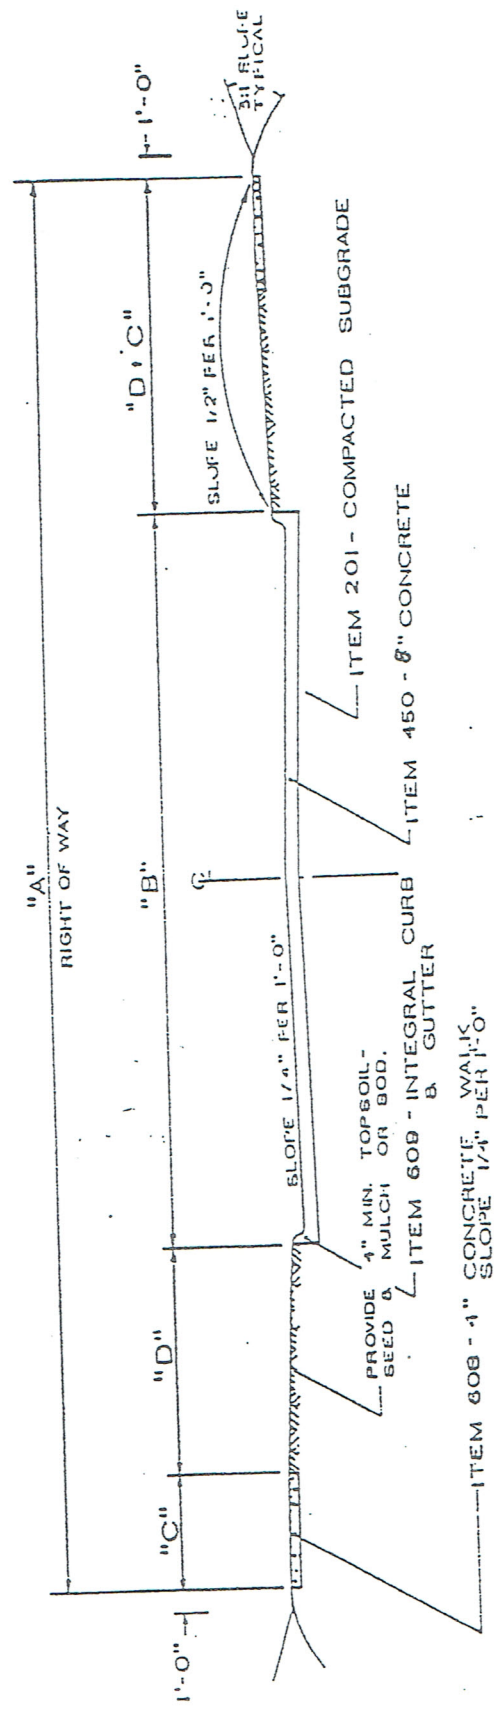 "A"
RIGHT OF WAY
1'-0"
"C"
"D"
"B"
"D + C"
1'-0"
SLOPE 1/4" PER 1'-0"
SLOPE 1/2" PER 1'-0"
3:1 SLOPE
TYPICAL
PROVIDE 4" MIN. TOPSOIL-
SEED & MULCH OR SOD.
ITEM 609 - INTEGRAL CURB
& GUTTER
ITEM 608 - 4" CONCRETE WALK
SLOPE 1/4" PER 1'-0"
ITEM 450 - 8" CONCRETE
ITEM 201 - COMPACTED SUBGRADE